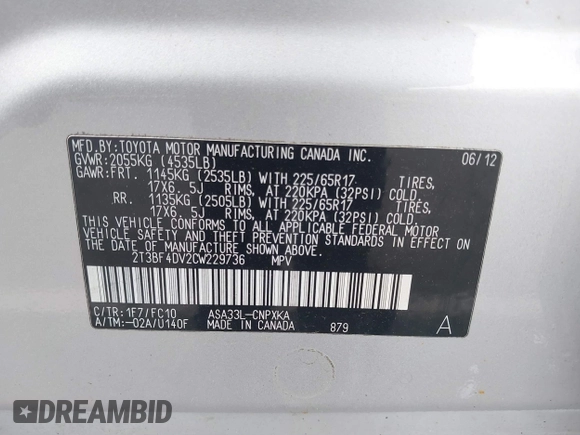 MFD.BY:TOYOTA MOTOR MANUFACTURING CANADA INC. 06/12
GVWR:2055KG (4535LB)
GAWR:FRT. 1145KG (2535LB) WITH 225/65R17 TIRES,
17X6. 5J RIMS, AT 220KPA (32PSI) COLD.
RR. 1135KG (2505LB) WITH 225/65R17 TIRES,
17X6. 5J RIMS, AT 220KPA (32PSI) COLD.
THIS VEHICLE CONFORMS TO ALL APPLICABLE FEDERAL MOTOR
VEHICLE SAFETY STANDARDS IN EFFECT ON THE DATE OF
MANUFACTURE SHOWN ABOVE.
2T3BF4DV2CW229736 MPV
C/TR:1F7/FC10 ASA33L-CNPXKA
A/TM:-02A/U140F MADE IN CANADA 879 A
DREAMBID